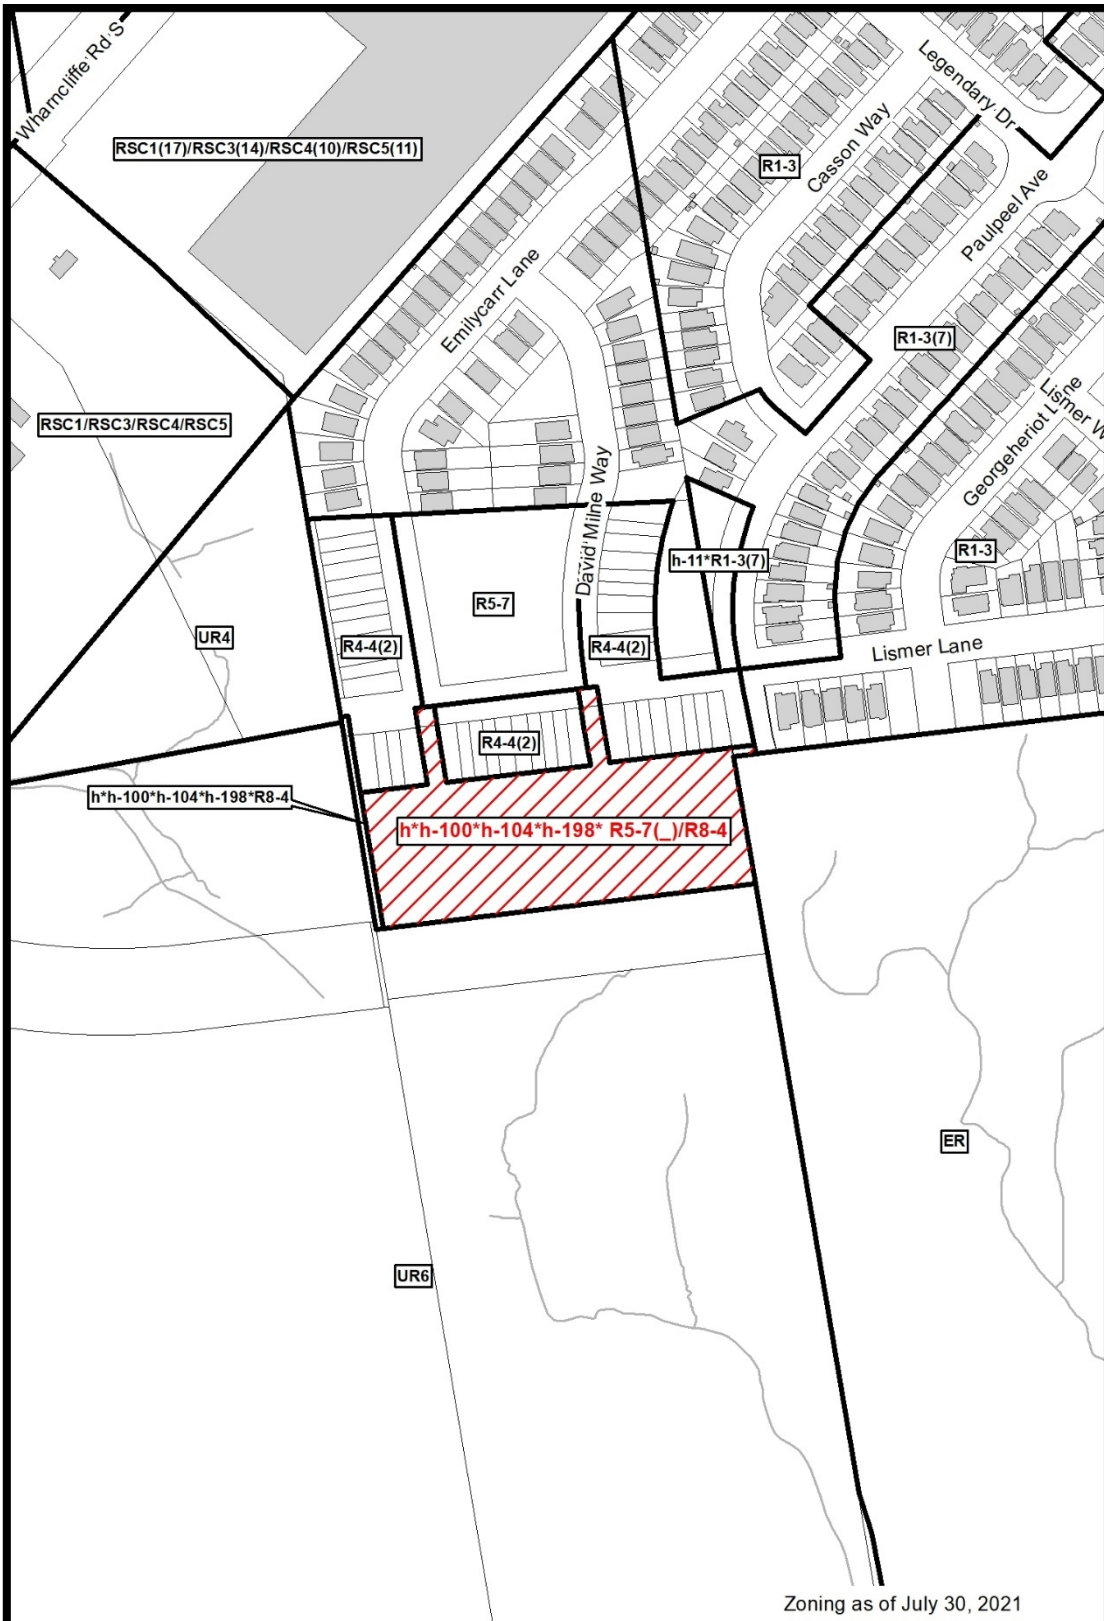 Wharncliffe Rd S
Legendary Dr
RSC1(17)/RSC3(14)/RSC4(10)/RSC5(11)
R1-3
Casson Way
Paulpeel Ave
Emilycarr Lane
R1-3(7)
Lismer W
RSC1/RSC3/RSC4/RSC5
Georgeheriot Lane
David Milne Way
R1-3
h-11*R1-3(7)
R5-7
UR4
R4-4(2)
R4-4(2)
Lismer Lane
R4-4(2)
h*h-100*h-104*h-198*R8-4
h*h-100*h-104*h-198* R5-7(_)/R8-4
ER
UR6
Zoning as of July 30, 2021